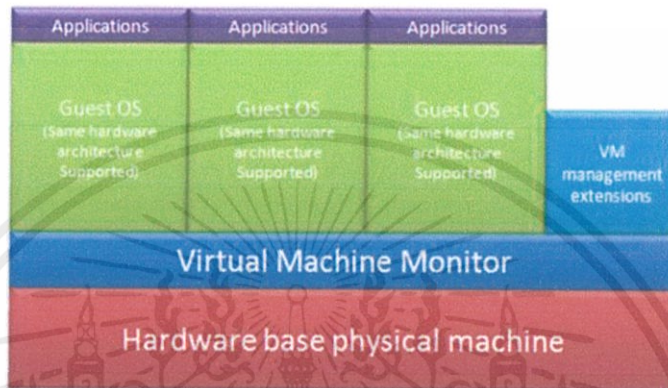 Applications
Applications
Applications
Guest OS
(Same hardware
architecture
Supported)
Guest OS
(Same hardware
architecture
Supported)
Guest OS
(Same hardware
architecture
Supported)
VM
management
extensions
Virtual Machine Monitor
Hardware base physical machine